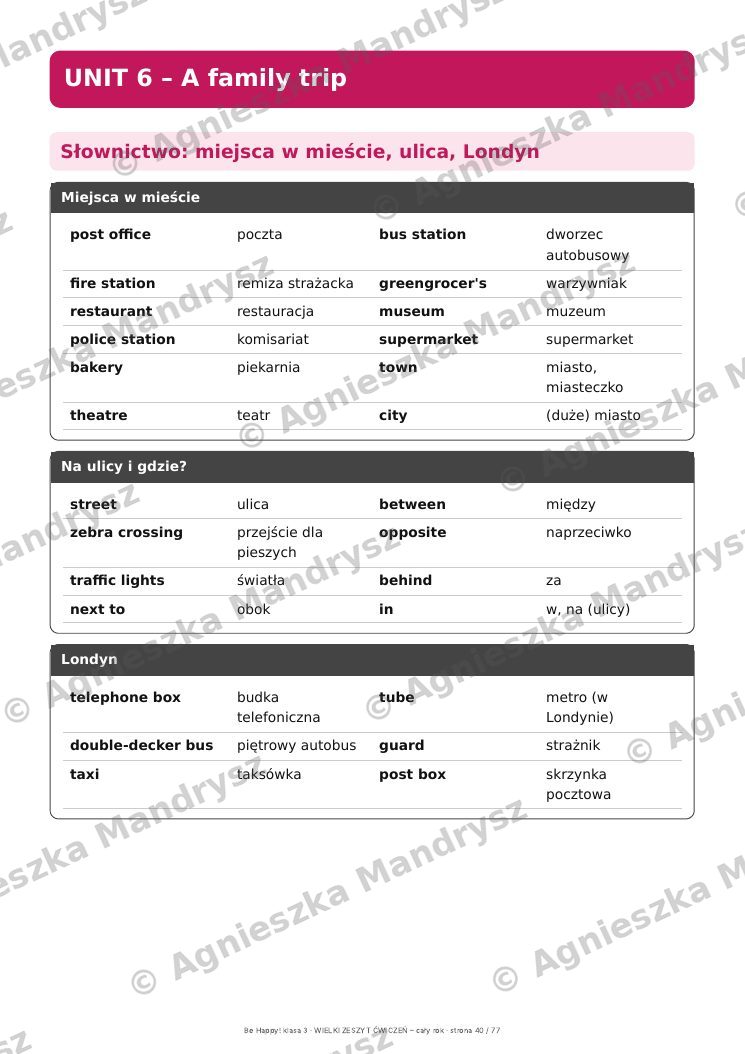 UNIT 6 – A family trip
Słownictwo: miejsca w mieście, ulica, Londyn
Miejsca w mieście
post office poczta bus station dworzec
autobusowy
fire station remiza strażacka greengrocer's warzywniak
restaurant restauracja museum muzeum
police station komisariat supermarket supermarket
bakery piekarnia town miasto,
miasteczko
theatre teatr city (duże) miasto
Na ulicy i gdzie?
street ulica between między
zebra crossing przejście dla opposite naprzeciwko
pieszych
traffic lights światła behind za
next to obok in w, na (ulicy)
Londyn
telephone box budka tube metro (w
telefoniczna Londynie)
double-decker bus piętrowy autobus guard strażnik
taxi taksówka post box skrzynka
pocztowa
Be Happy! klasa 3 · WIELKI ZESZYT ĆWICZEŃ – cały rok · strona 40 / 77
© Agnieszka Mandrysz